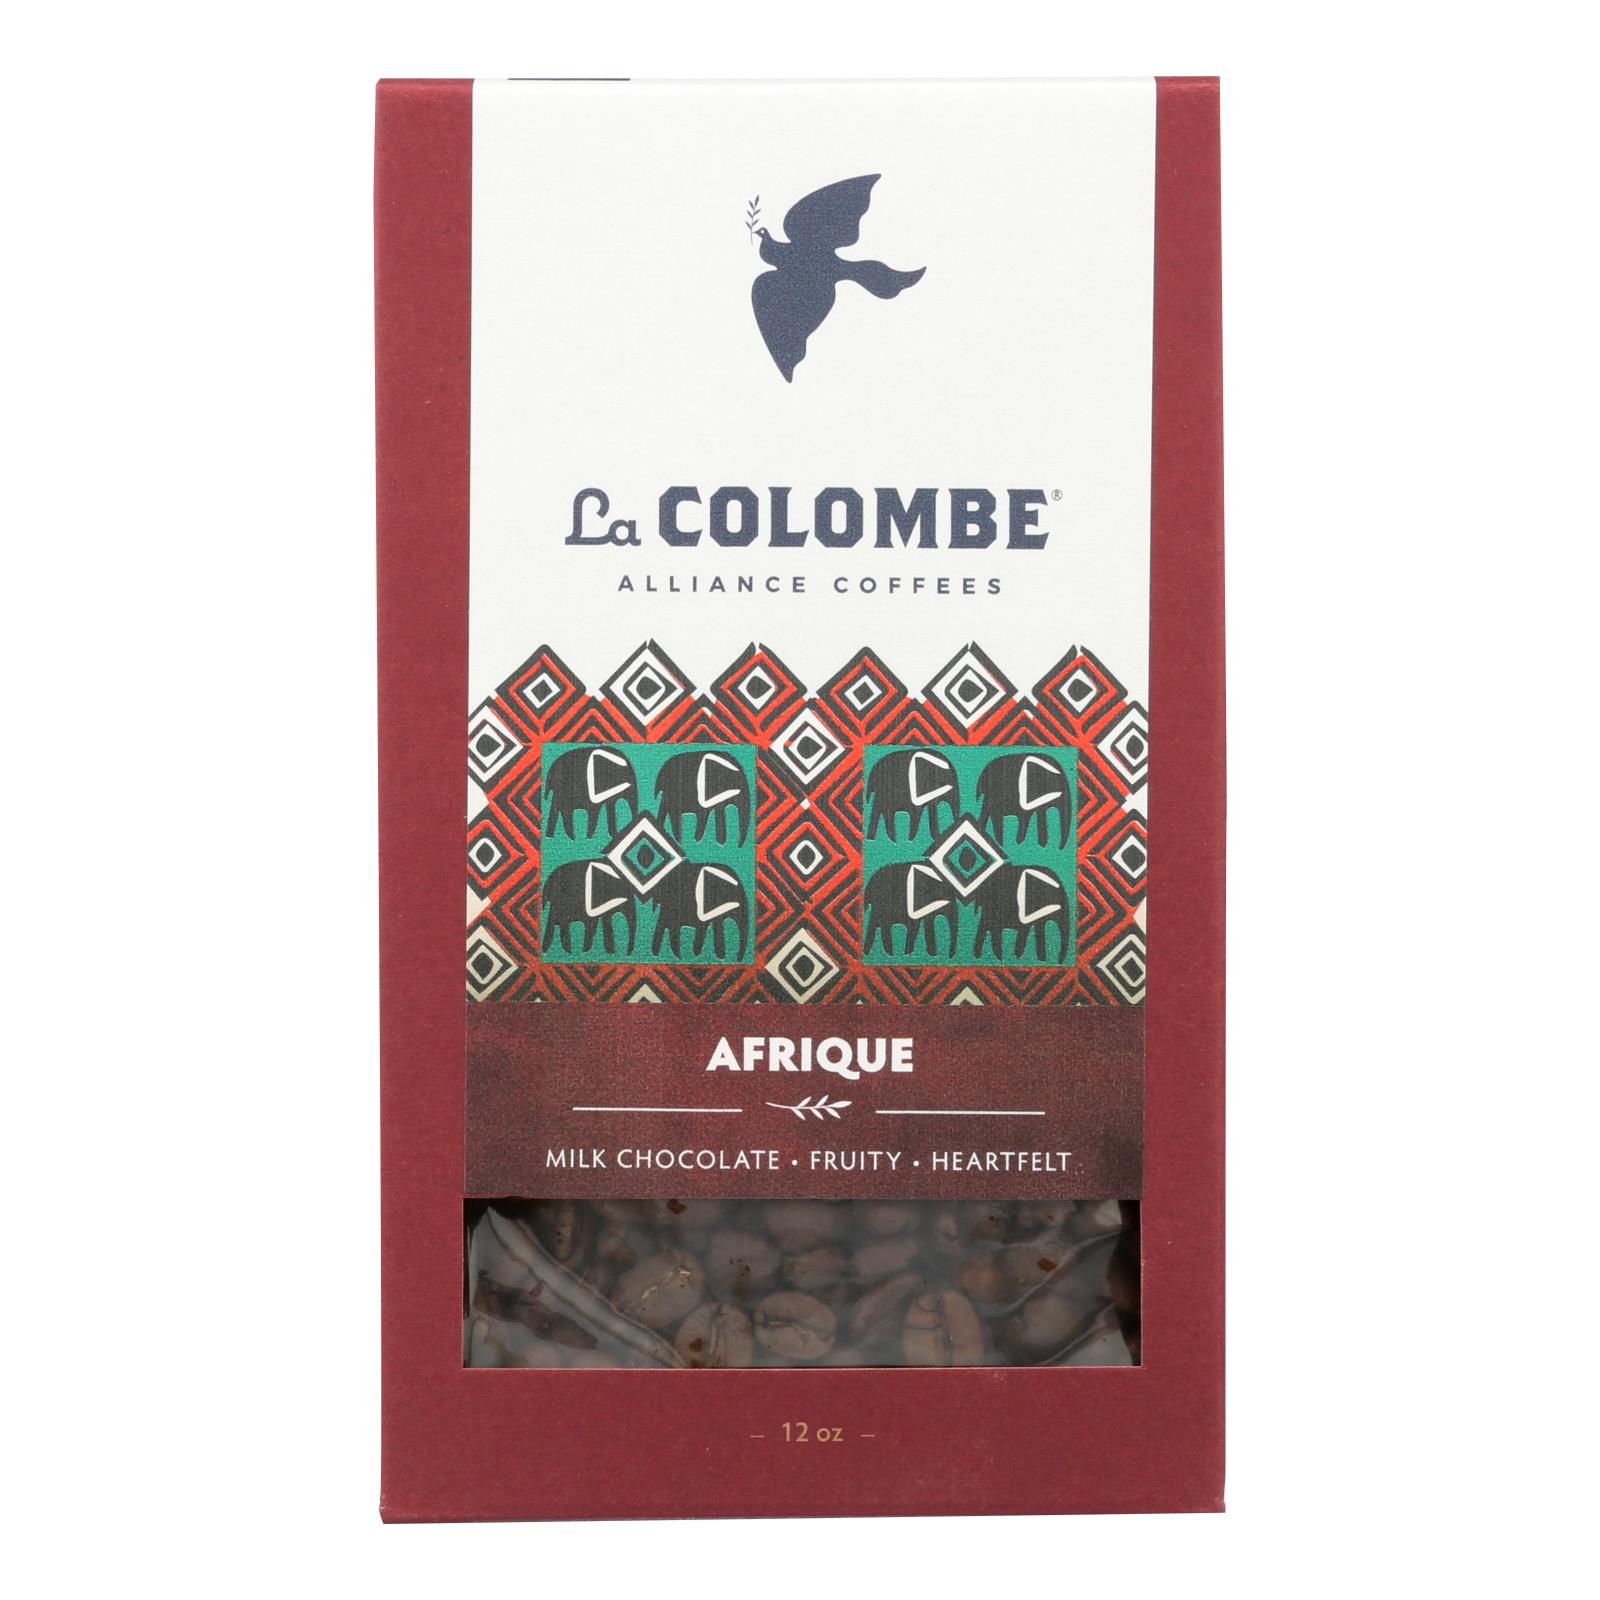 La COLOMBE®
ALLIANCE COFFEES
AFRIQUE
MILK CHOCOLATE • FRUITY • HEARTFELT
– 12 oz –